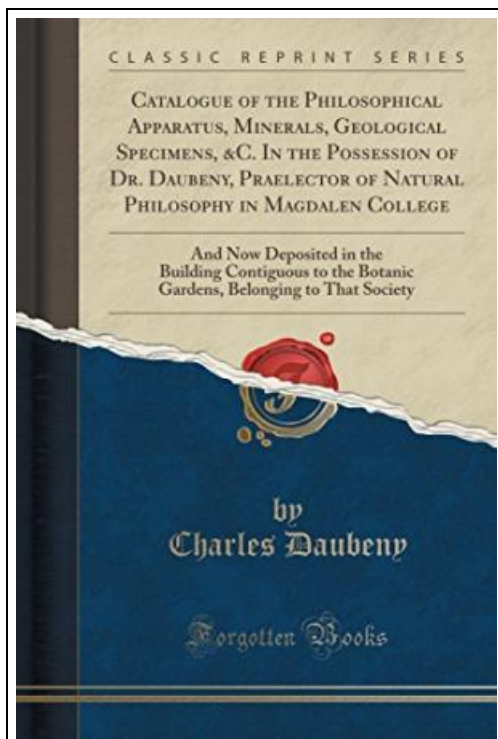 CLASSIC REPRINT SERIES
CATALOGUE OF THE PHILOSOPHICAL
APPARATUS, MINERALS, GEOLOGICAL
SPECIMENS, &C. IN THE POSSESSION OF
DR. DAUBENY, PRAELECTOR OF NATURAL
PHILOSOPHY IN MAGDALEN COLLEGE
And Now Deposited in the
Building Contiguous to the Botanic
Gardens, Belonging to That Society
by
Charles Daubeny
Forgotten Books